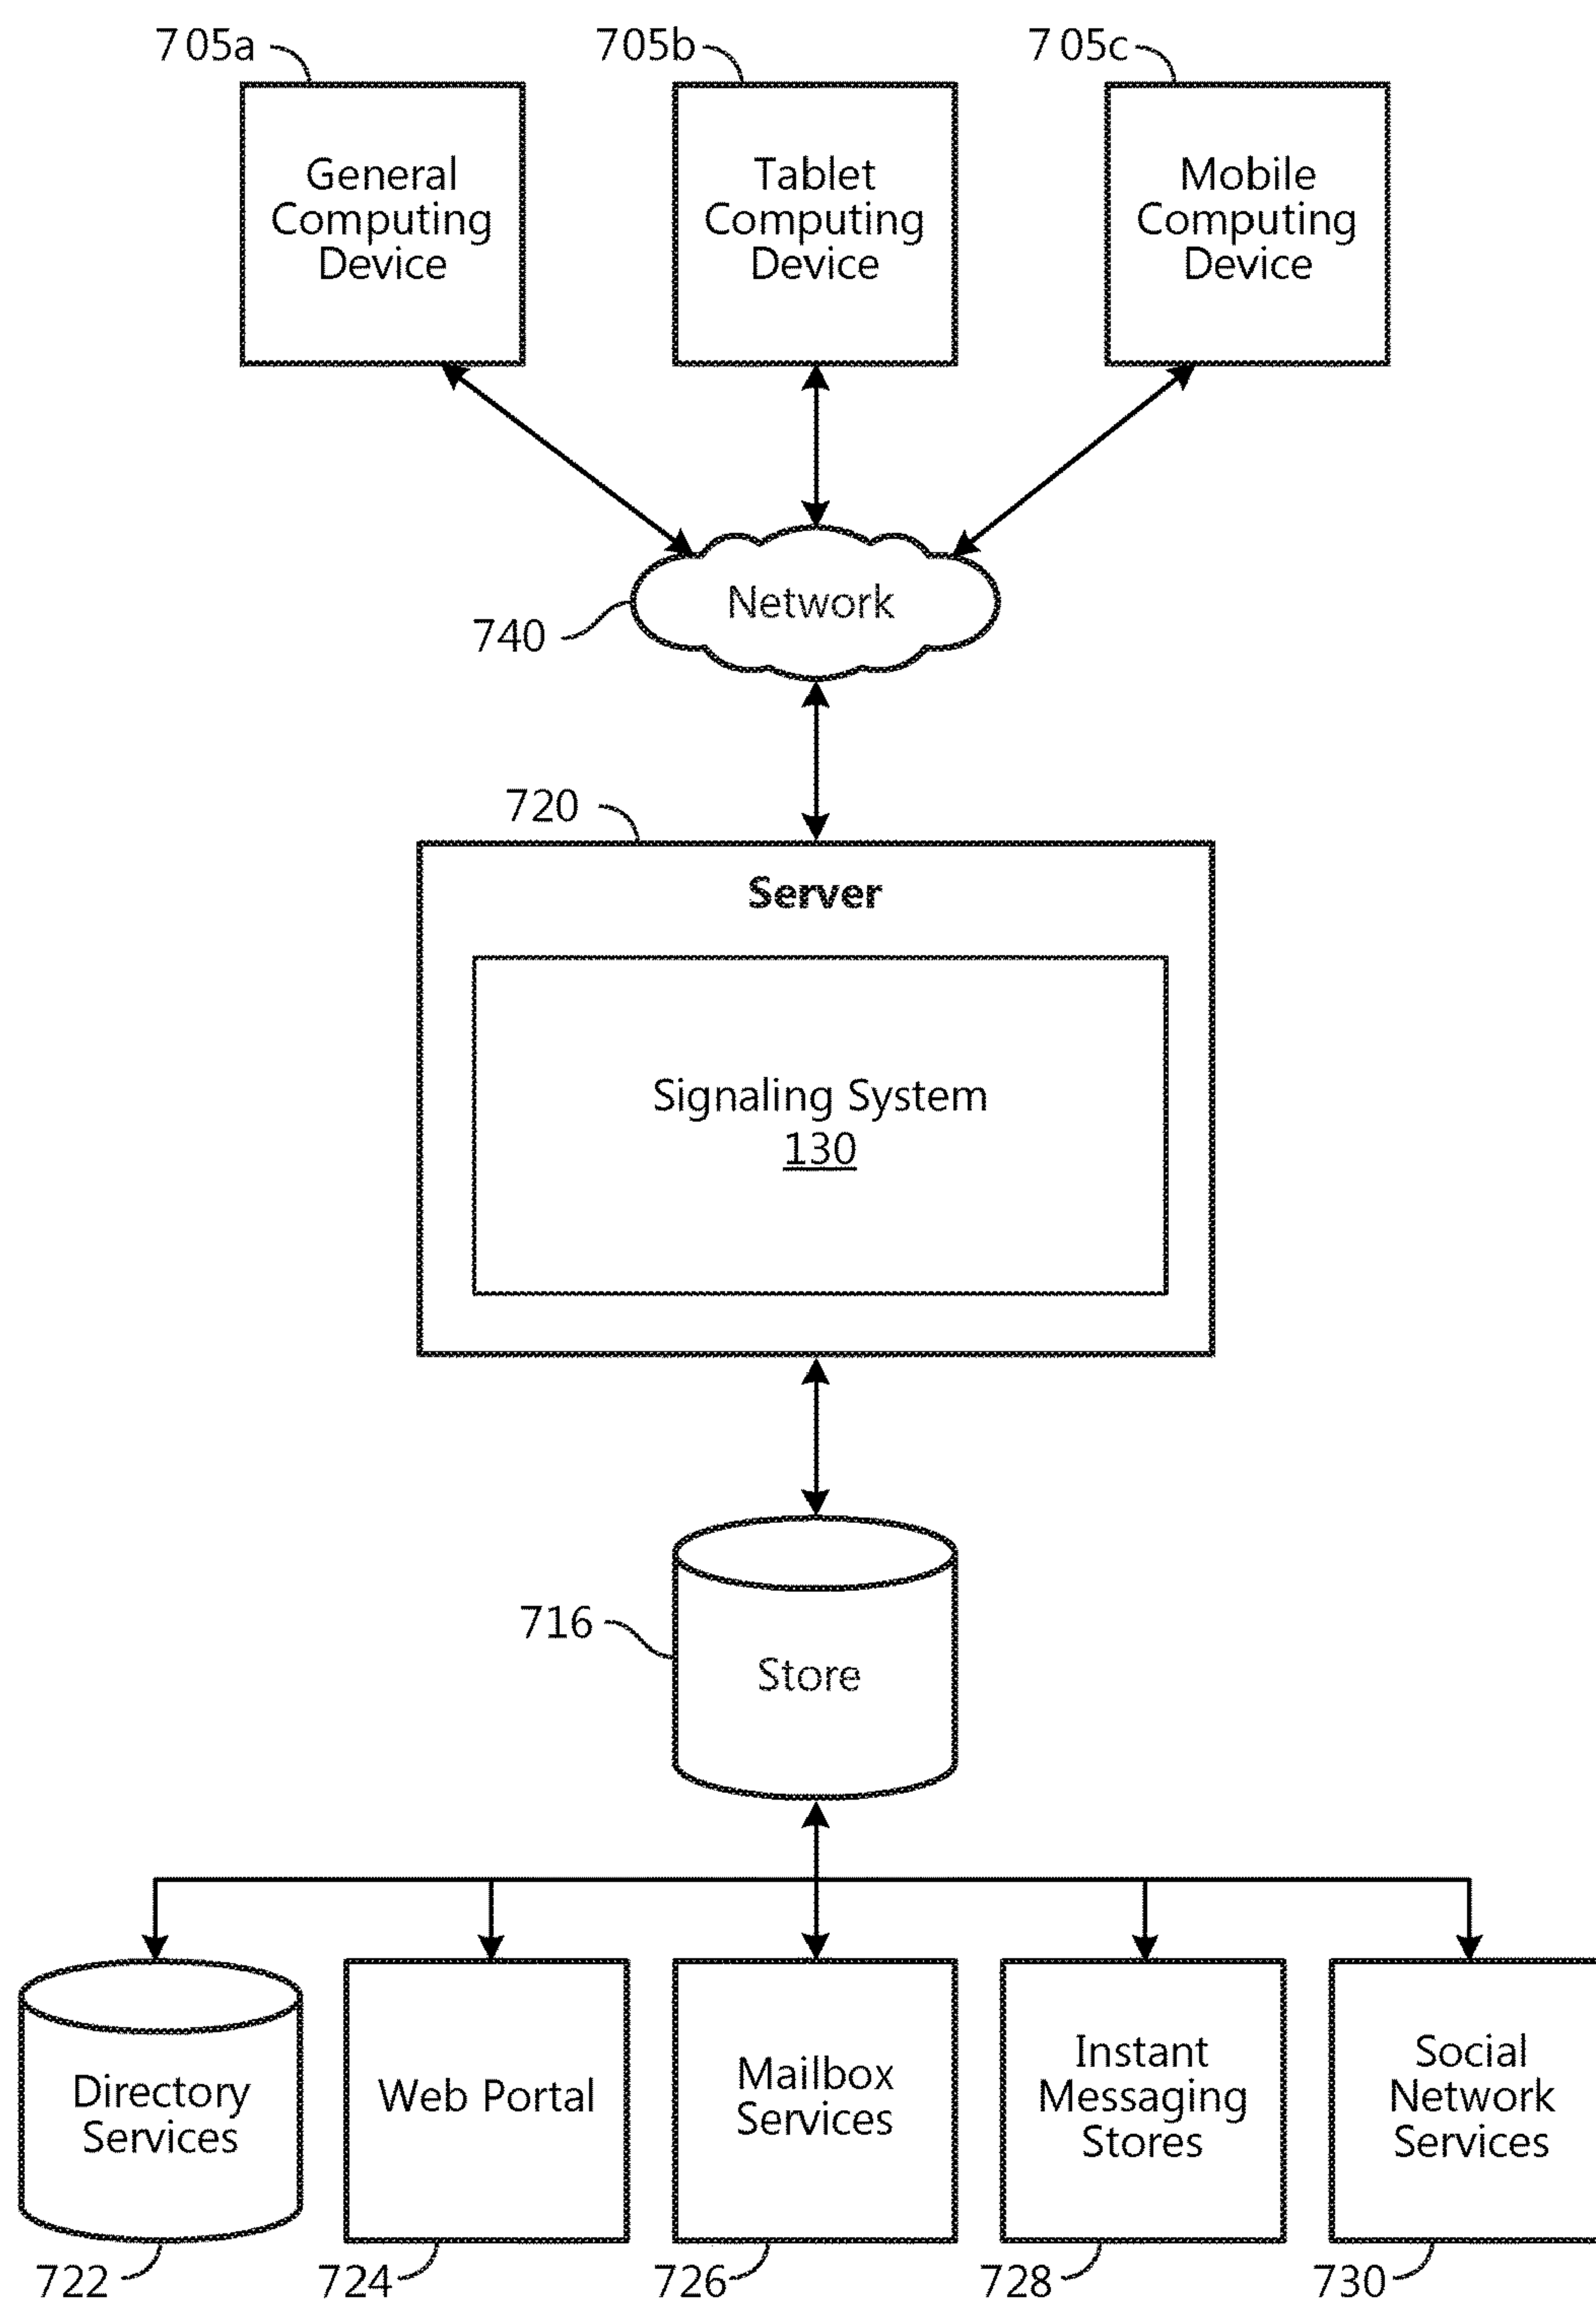 705a
705b
705c
General
Computing
Device
Tablet
Computing
Device
Mobile
Computing
Device
Network
740
720
Server
Signaling System
130
716
Store
Directory
Services
Web Portal
Mailbox
Services
Instant
Messaging
Stores
Social
Network
Services
722
724
726
728
730